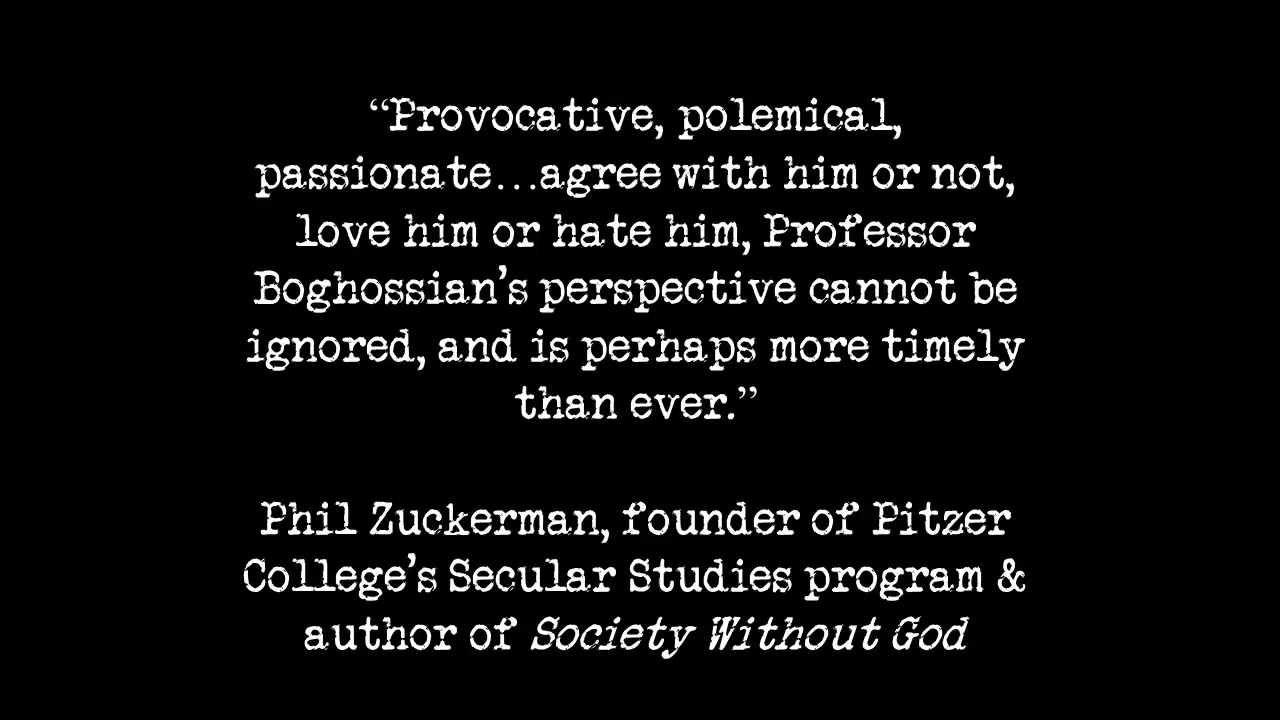 “Provocative, polemical,
passionate...agree with him or not,
love him or hate him, Professor
Boghossian’s perspective cannot be
ignored, and is perhaps more timely
than ever.”
Phil Zuckerman, founder of Pitzer
College’s Secular Studies program &
author of Society Without God